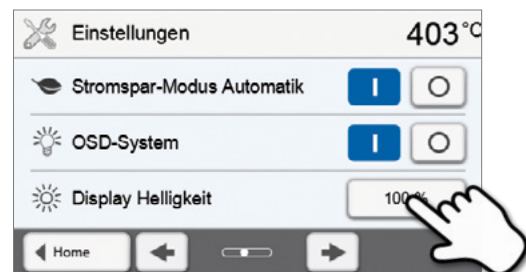 Einstellungen 403°C
Stromspar-Modus Automatik I O
OSD-System I O
Display Helligkeit 100 %
Home